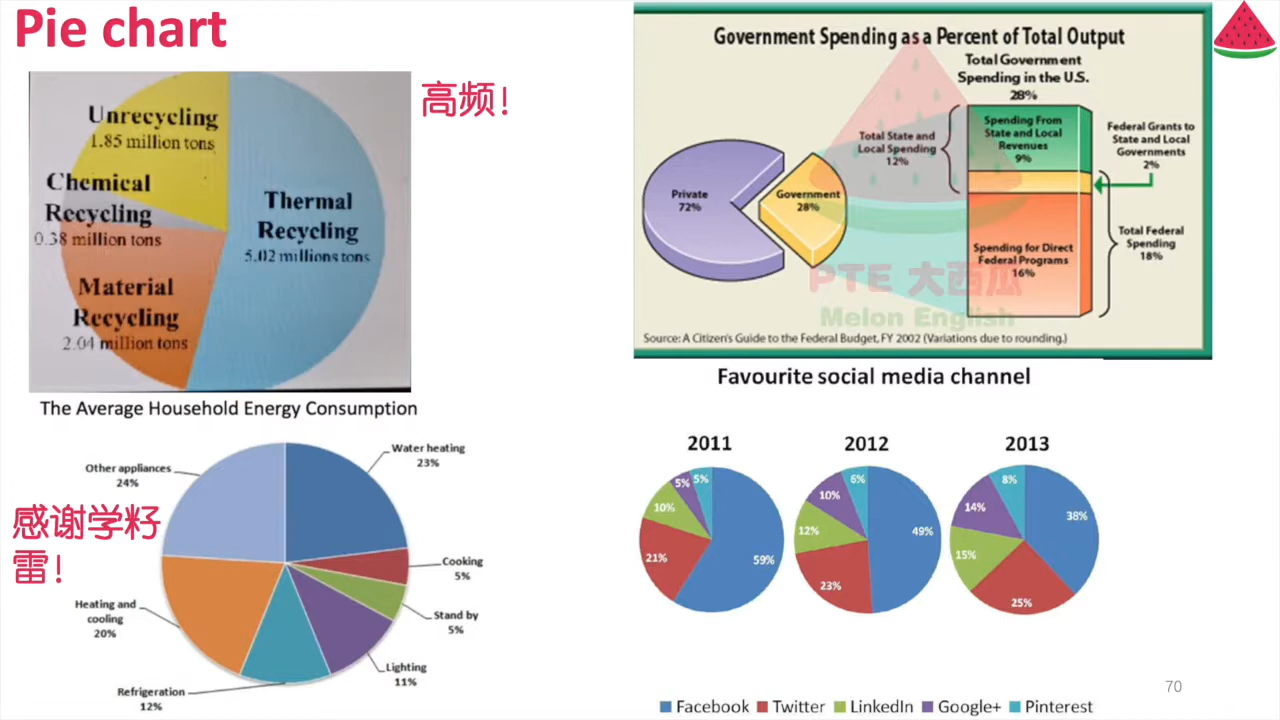 Pie chart
高频！
Unrecycling
1.85 million tons
Chemical
Recycling
0.38 million tons
Material
Recycling
2.04 million tons
Thermal
Recycling
5.02 millions tons
Government Spending as a Percent of Total Output
Total Government
Spending in the U.S.
28%
Private
72%
Government
28%
Total State and
Local Spending
12%
Spending From
State and Local
Revenues
9%
Federal Grants to
State and Local
Governments
2%
Spending for Direct
Federal Programs
16%
Total Federal
Spending
18%
PTE 大西瓜
Melon English
Source: A Citizen's Guide to the Federal Budget, FY 2002 (Variations due to rounding.)
The Average Household Energy Consumption
Water heating
23%
Cooking
5%
Stand by
5%
Lighting
11%
Refrigeration
12%
Heating and
cooling
20%
Other appliances
24%
感谢学籽
雷！
Favourite social media channel
2011
5%
5%
10%
21%
59%
2012
6%
10%
12%
23%
49%
2013
8%
14%
15%
25%
38%
Facebook Twitter LinkedIn Google+ Pinterest
70